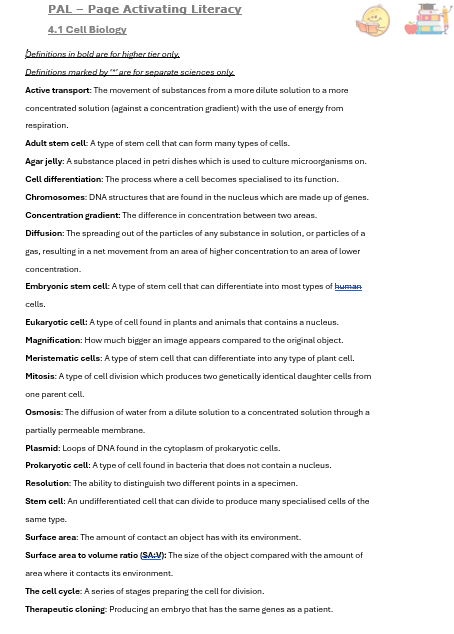 PAL – Page Activating Literacy
4.1 Cell Biology
Definitions in bold are for higher tier only.
Definitions marked by '*' are for separate sciences only.
Active transport: The movement of substances from a more dilute solution to a more
concentrated solution (against a concentration gradient) with the use of energy from
respiration.
Adult stem cell: A type of stem cell that can form many types of cells.
Agar jelly: A substance placed in petri dishes which is used to culture microorganisms on.
Cell differentiation: The process where a cell becomes specialised to its function.
Chromosomes: DNA structures that are found in the nucleus which are made up of genes.
Concentration gradient: The difference in concentration between two areas.
Diffusion: The spreading out of the particles of any substance in solution, or particles of a
gas, resulting in a net movement from an area of higher concentration to an area of lower
concentration.
Embryonic stem cell: A type of stem cell that can differentiate into most types of human
cells.
Eukaryotic cell: A type of cell found in plants and animals that contains a nucleus.
Magnification: How much bigger an image appears compared to the original object.
Meristematic cells: A type of stem cell that can differentiate into any type of plant cell.
Mitosis: A type of cell division which produces two genetically identical daughter cells from
one parent cell.
Osmosis: The diffusion of water from a dilute solution to a concentrated solution through a
partially permeable membrane.
Plasmid: Loops of DNA found in the cytoplasm of prokaryotic cells.
Prokaryotic cell: A type of cell found in bacteria that does not contain a nucleus.
Resolution: The ability to distinguish two different points in a specimen.
Stem cell: An undifferentiated cell that can divide to produce many specialised cells of the
same type.
Surface area: The amount of contact an object has with its environment.
Surface area to volume ratio (SA:V): The size of the object compared with the amount of
area where it contacts its environment.
The cell cycle: A series of stages preparing the cell for division.
Therapeutic cloning: Producing an embryo that has the same genes as a patient.